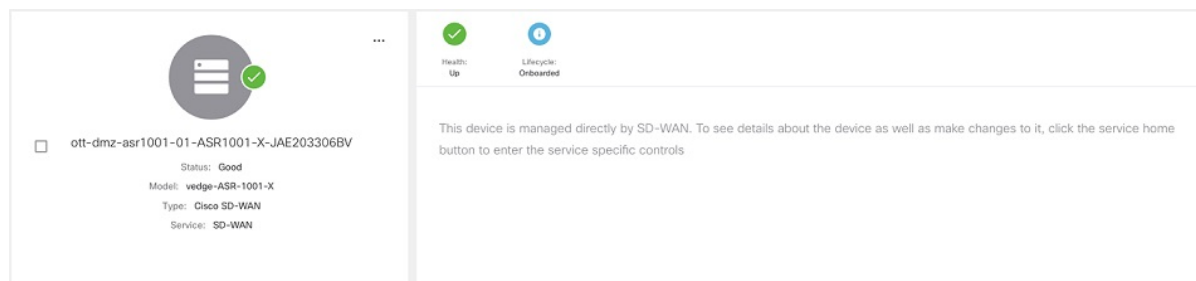 ...
ott-dmz-asr1001-01-ASR1001-X-JAE203306BV
Status: Good
Model: vedge-ASR-1001-X
Type: Cisco SD-WAN
Service: SD-WAN
Health:
Up
Lifecycle:
Onboarded
This device is managed directly by SD-WAN. To see details about the device as well as make changes to it, click the service home
button to enter the service specific controls